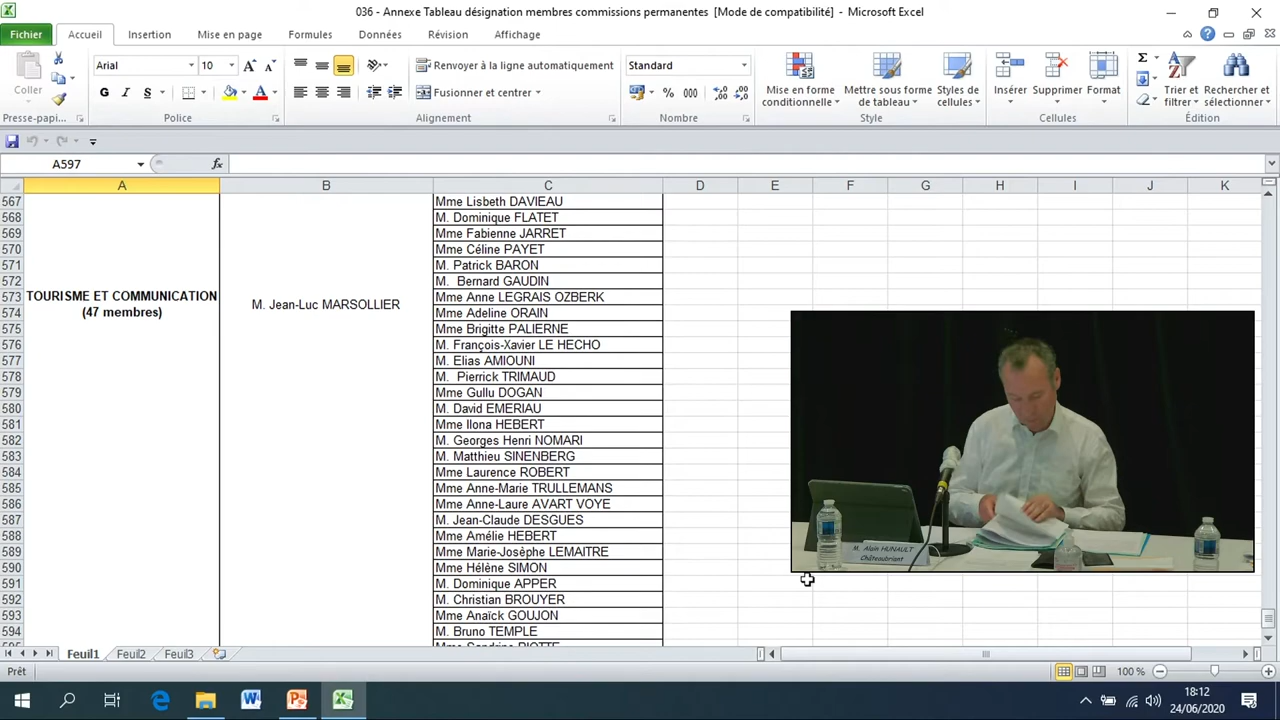 036 - Annexe Tableau désignation membres commissions permanentes [Mode de compatibilité] - Microsoft Excel
Fichier Accueil Insertion Mise en page Formules Données Révision Affichage
Coller
Arial 10
G I S
Renvoyer à la ligne automatiquement
Fusionner et centrer
Standard
% 000
Mise en forme conditionnelle
Mettre sous forme de tableau
Styles de cellules
Insérer Supprimer Format
Trier et filtrer
Rechercher et sélectionner
Presse-papi... Police Alignement Nombre Style Cellules Édition
A597 fx
A B C D E F G H I J K
567 Mme Lisbeth DAVIEAU
568 M. Dominique FLATET
569 Mme Fabienne JARRET
570 Mme Céline PAYET
571 M. Patrick BARON
572 M. Bernard GAUDIN
573 Mme Anne LEGRAIS OZBERK
574 Mme Adeline ORAIN
575 Mme Brigitte PALIERNE
576 M. François-Xavier LE HECHO
577 M. Elias AMIOUNI
578 M. Pierrick TRIMAUD
579 Mme Gullu DOGAN
580 M. David EMERIAU
581 Mme Ilona HEBERT
582 M. Georges Henri NOMARI
583 M. Matthieu SINENBERG
584 Mme Laurence ROBERT
585 Mme Anne-Marie TRULLEMANS
586 Mme Anne-Laure AVART VOYE
587 M. Jean-Claude DESGUES
588 Mme Amélie HEBERT
589 Mme Marie-Josèphe LEMAITRE
590 Mme Hélène SIMON
591 M. Dominique APPER
592 M. Christian BROUYER
593 Mme Anaïck GOUJON
594 M. Bruno TEMPLE
TOURISME ET COMMUNICATION
(47 membres)
M. Jean-Luc MARSOLLIER
M. Alain HUNAULT
Châteaubriant
Feuil1 Feuil2 Feuil3
Prêt 100 %
18:12
24/06/2020